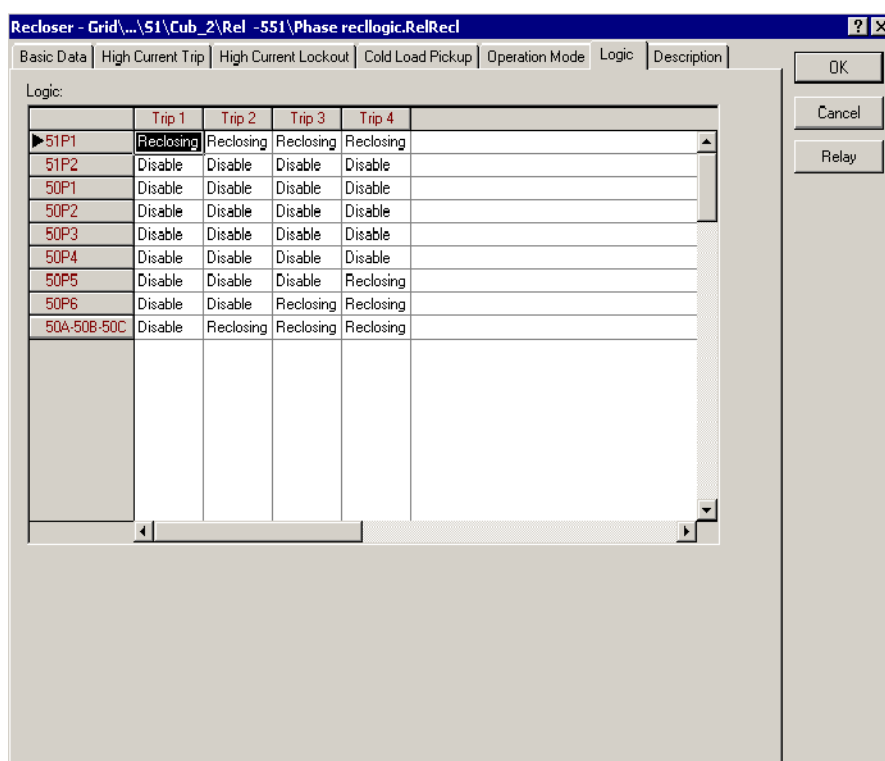 Recloser - Grid\...\S1\Cub_2\Rel -551\Phase recllogic.RelRecl
Basic Data High Current Trip High Current Lockout Cold Load Pickup Operation Mode Logic Description
OK
Cancel
Relay
Logic:
Trip 1 Trip 2 Trip 3 Trip 4
51P1 Reclosing Reclosing Reclosing Reclosing
51P2 Disable Disable Disable Disable
50P1 Disable Disable Disable Disable
50P2 Disable Disable Disable Disable
50P3 Disable Disable Disable Disable
50P4 Disable Disable Disable Disable
50P5 Disable Disable Disable Reclosing
50P6 Disable Disable Reclosing Reclosing
50A-50B-50C Disable Reclosing Reclosing Reclosing